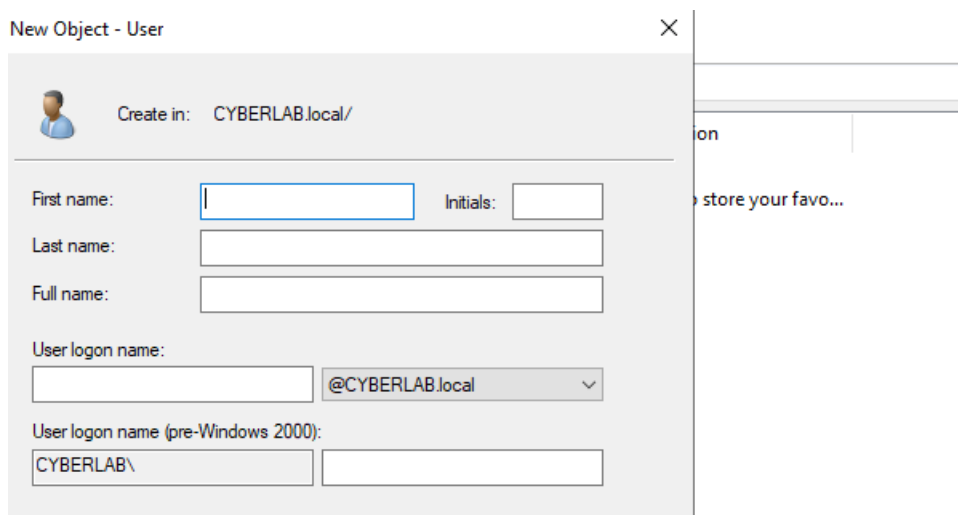 New Object - User
Create in: CYBERLAB.local/
ion
First name:
Initials:
store your favo...
Last name:
Full name:
User logon name:
@CYBERLAB.local
User logon name (pre-Windows 2000):
CYBERLAB\